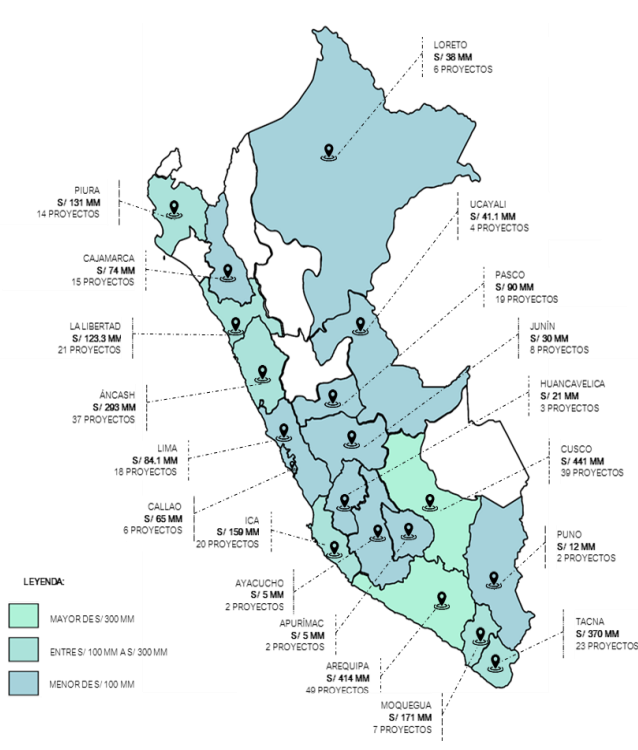 LORETO
S/ 38 MM
6 PROYECTOS
PIURA
S/ 131 MM
14 PROYECTOS
UCAYALI
S/ 41.1 MM
4 PROYECTOS
CAJAMARCA
S/ 74 MM
15 PROYECTOS
PASCO
S/ 90 MM
19 PROYECTOS
LA LIBERTAD
S/ 123.3 MM
21 PROYECTOS
JUNÍN
S/ 30 MM
8 PROYECTOS
ÁNCASH
S/ 293 MM
37 PROYECTOS
HUANCAVELICA
S/ 21 MM
3 PROYECTOS
LIMA
S/ 84.1 MM
18 PROYECTOS
CUSCO
S/ 441 MM
39 PROYECTOS
CALLAO
S/ 65 MM
6 PROYECTOS
ICA
S/ 159 MM
20 PROYECTOS
PUNO
S/ 12 MM
2 PROYECTOS
AYACUCHO
S/ 5 MM
2 PROYECTOS
APURÍMAC
S/ 5 MM
2 PROYECTOS
TACNA
S/ 370 MM
23 PROYECTOS
AREQUIPA
S/ 414 MM
49 PROYECTOS
MOQUEGUA
S/ 171 MM
7 PROYECTOS
LEYENDA:
MAYOR DE S/ 300 MM
ENTRE S/ 100 MM A S/ 300 MM
MENOR DE S/ 100 MM